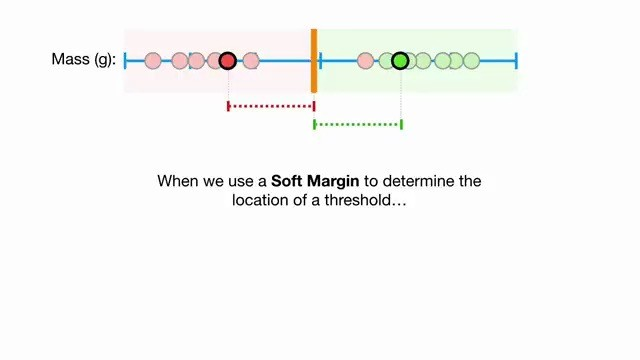 Mass (g):
When we use a Soft Margin to determine the
location of a threshold…